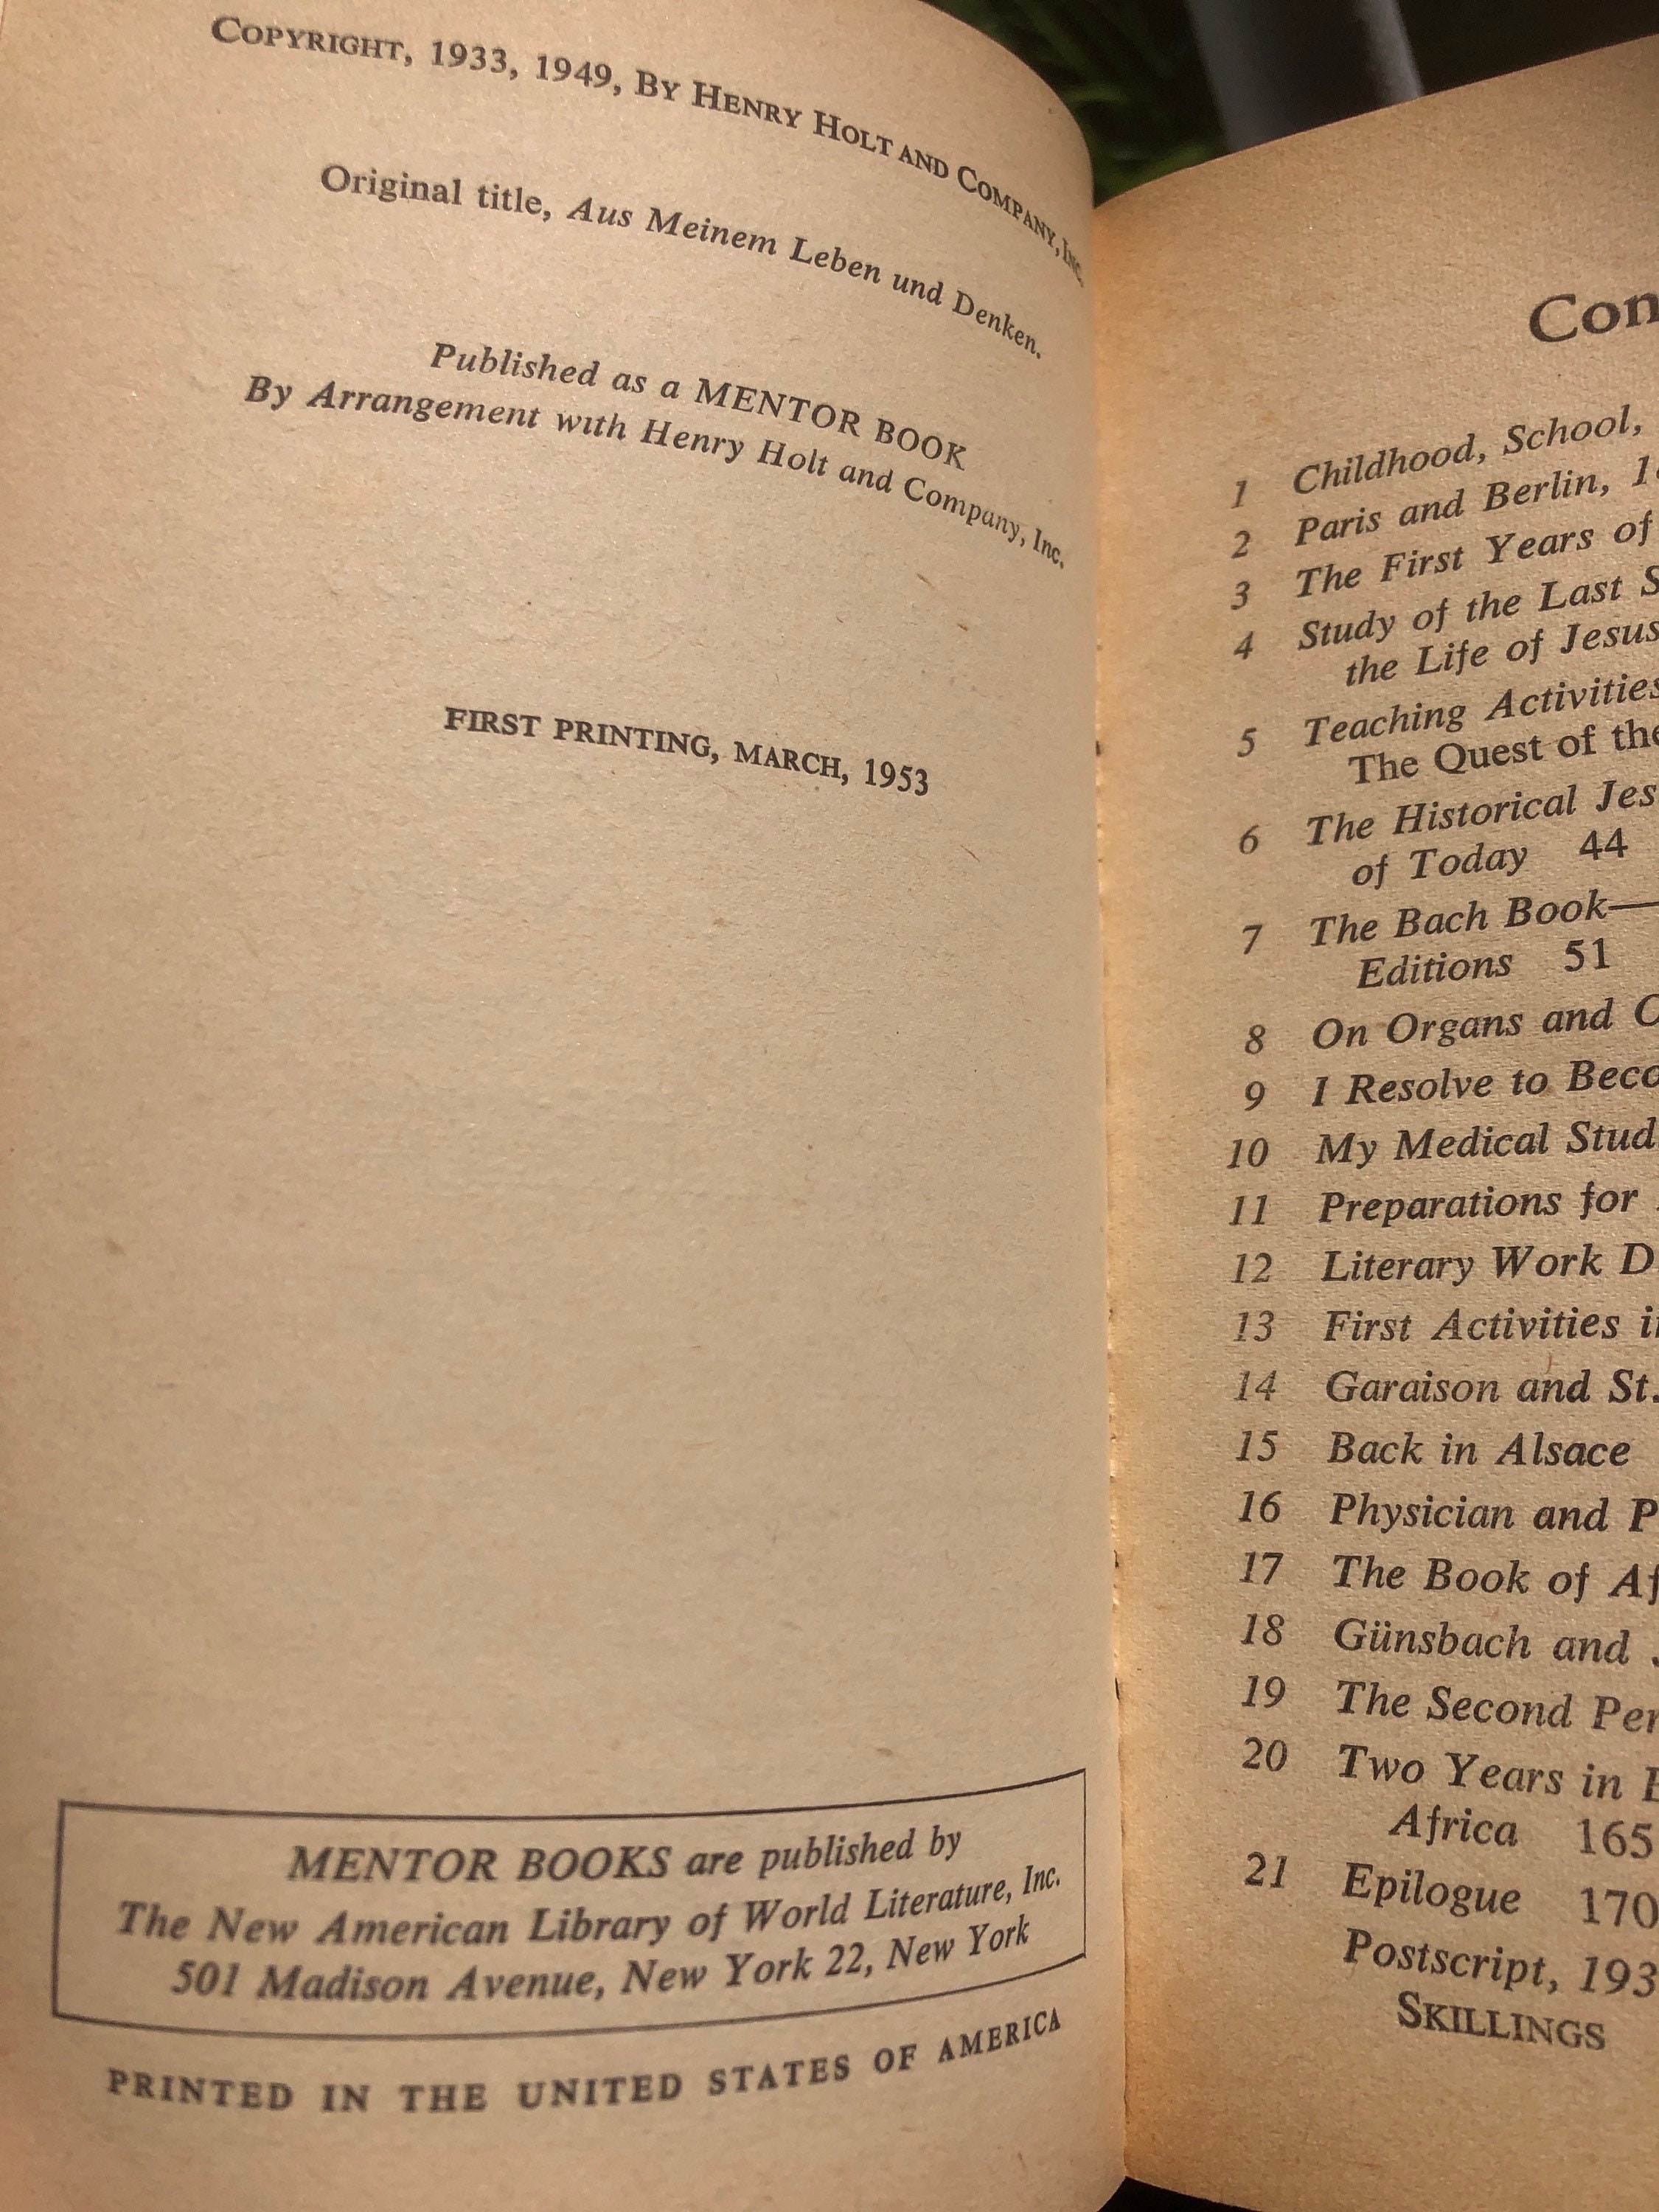 COPYRIGHT, 1933, 1949, BY HENRY HOLT AND COMPANY, INC.
Original title, Aus Meinem Leben und Denken.
Published as a MENTOR BOOK
By Arrangement with Henry Holt and Company, Inc.
FIRST PRINTING, MARCH, 1953
MENTOR BOOKS are published by
The New American Library of World Literature, Inc.
501 Madison Avenue, New York 22, New York
PRINTED IN THE UNITED STATES OF AMERICA
1 Childhood, School,
2 Paris and Berlin,
3 The First Years of
4 Study of the Last
the Life of Jesus
5 Teaching Activities
The Quest of the
6 The Historical
of Today 44
7 The Bach Book—
Editions 51
8 On Organs and
9 I Resolve to
10 My Medical
11 Preparations for
12 Literary Work
13 First Activities
14 Garaison and St.
15 Back in Alsace
16 Physician and
17 The Book of
18 Günsbach and
19 The Second
20 Two Years in
Africa 165
21 Epilogue 170
Postscript,
SKILLINGS